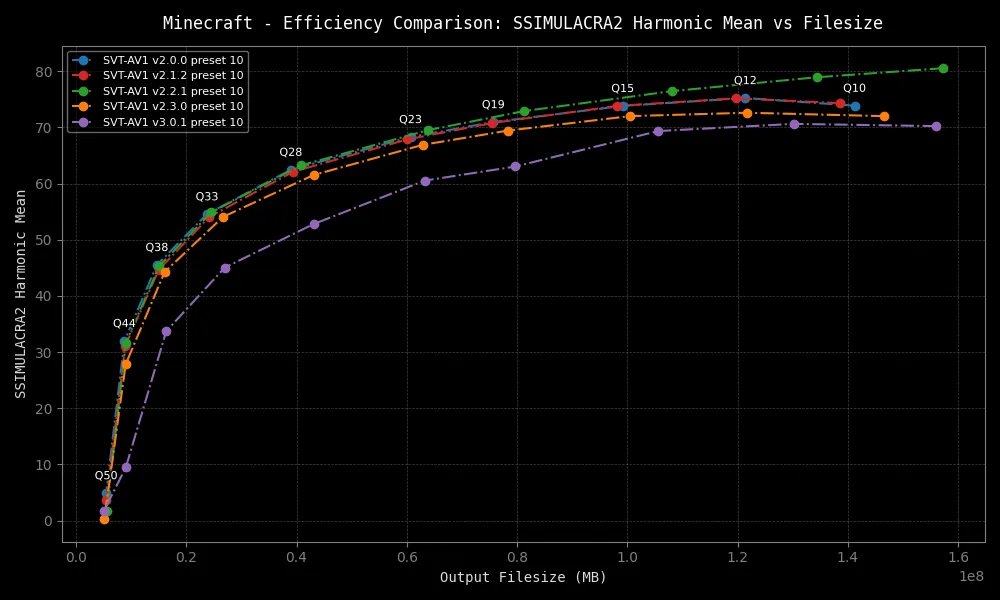 Minecraft - Efficiency Comparison: SSIMULACRA2 Harmonic Mean vs Filesize
SVT-AV1 v2.0.0 preset 10
SVT-AV1 v2.1.2 preset 10
SVT-AV1 v2.2.1 preset 10
SVT-AV1 v2.3.0 preset 10
SVT-AV1 v3.0.1 preset 10
SSIMULACRA2 Harmonic Mean
80
70
60
50
40
30
20
10
0
Q50
Q44
Q38
Q33
Q28
Q23
Q19
Q15
Q12
Q10
0.0 0.2 0.4 0.6 0.8 1.0 1.2 1.4 1.6
1e8
Output Filesize (MB)